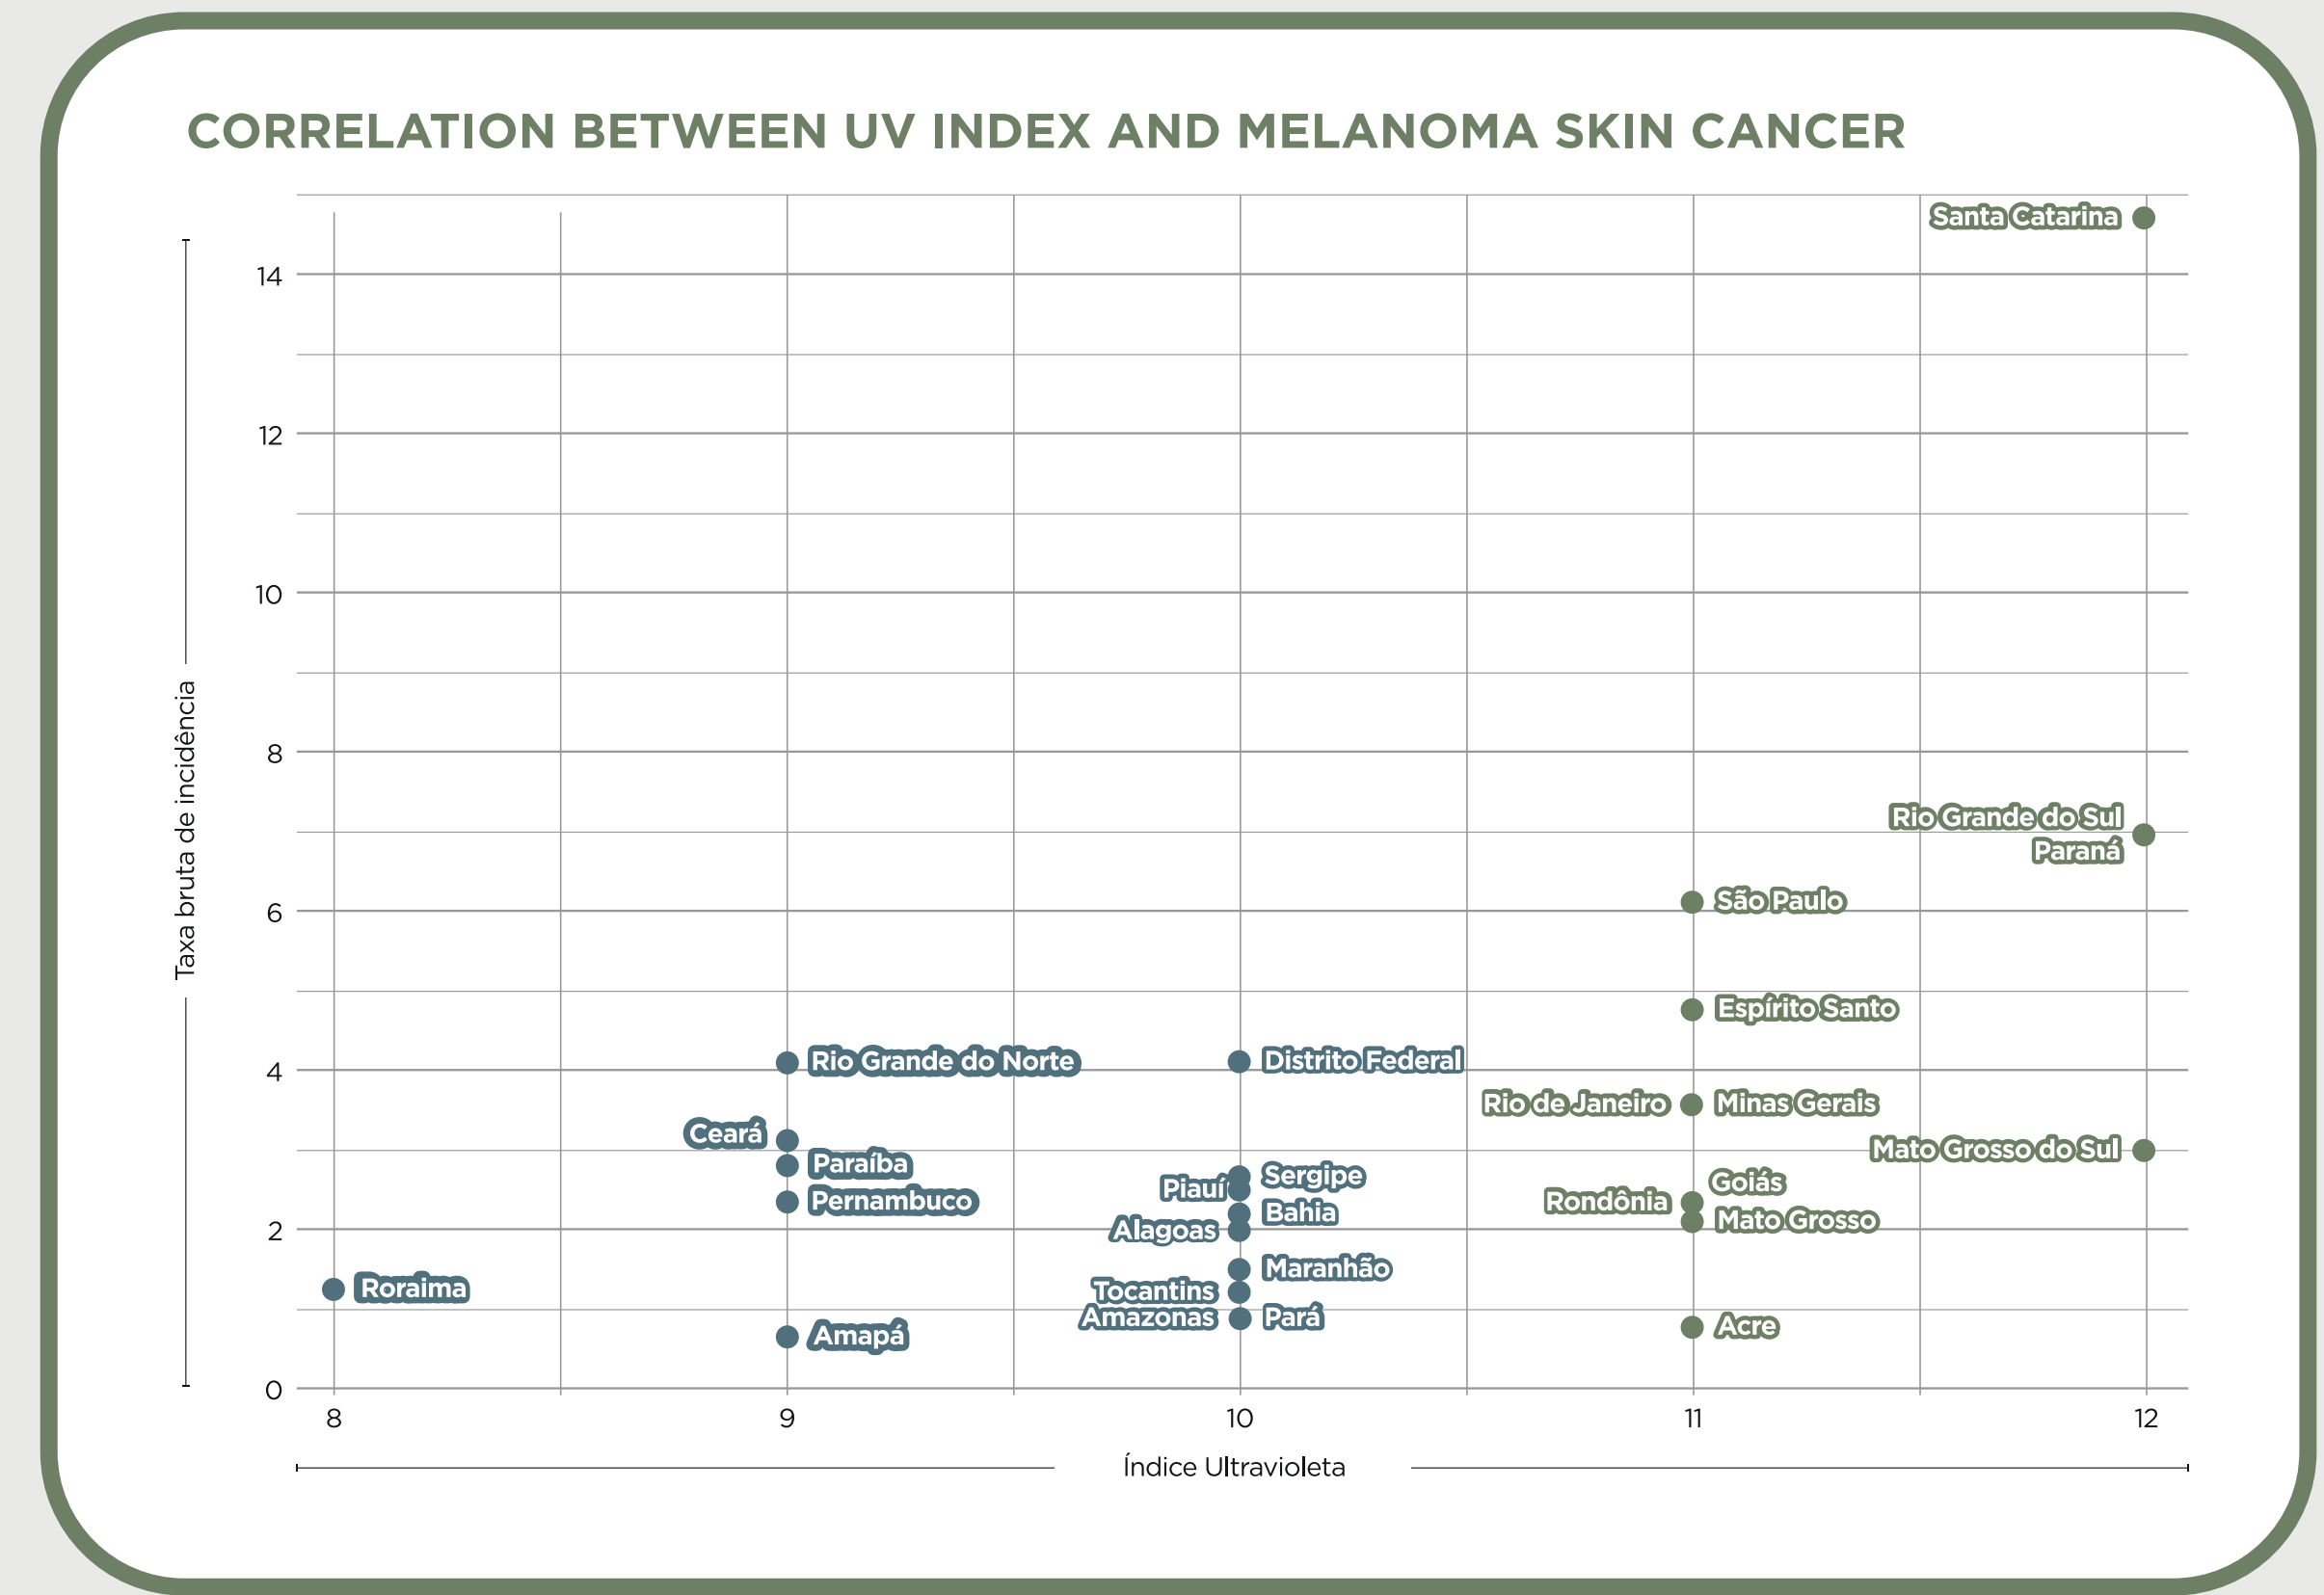 CORRELATION BETWEEN UV INDEX AND MELANOMA SKIN CANCER
Taxa bruta de incidência
14
12
10
8
6
4
2
0
Santa Catarina
Rio Grande do Sul
Paraná
São Paulo
Espírito Santo
Rio Grande do Norte
Distrito Federal
Rio de Janeiro
Minas Gerais
Ceará
Mato Grosso do Sul
Paraíba
Sergipe
Goiás
Piauí
Pernambuco
Rondônia
Bahia
Mato Grosso
Alagoas
Maranhão
Roraima
Tocantins
Amazonas
Pará
Acre
Amapá
8
9
10
11
12
Índice Ultravioleta